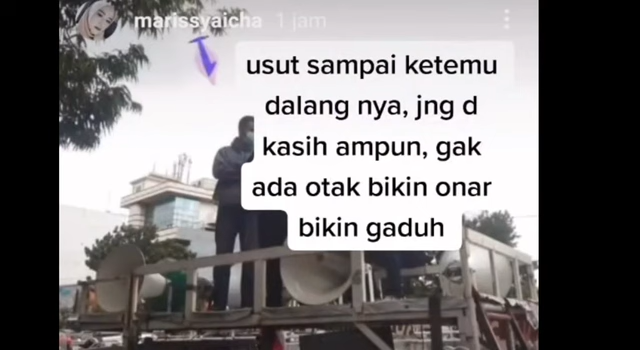 marissyaicha 1 jam
usut sampai ketemu
dalang nya, jng d
kasih ampun, gak
ada otak bikin onar
bikin gaduh